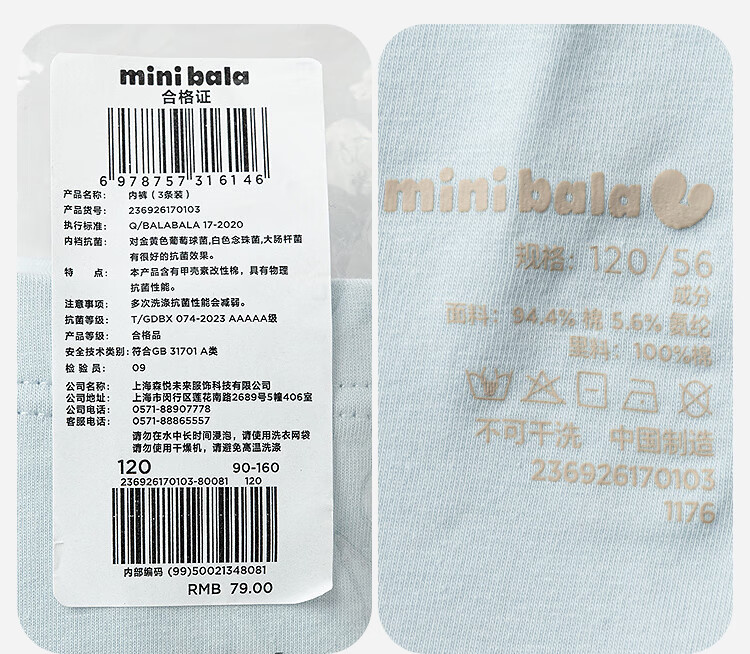 mini bala
合格证
6 978757 316146
产品名称： 内裤（3条装）
产品货号： 236926170103
执行标准： Q/BALABALA 17-2020
内裆抗菌： 对金黄色葡萄球菌,白色念珠菌,大肠杆菌
有很好的抗菌效果。
特 点： 本产品含有甲壳素改性棉，具有物理
抗菌性能。
注意事项： 多次洗涤抗菌性能会减弱。
抗菌等级： T/GDBX 074-2023 AAAAA级
产品等级： 合格品
安全技术类别：符合GB 31701 A类
检 验 员： 09
公司名称： 上海森悦未来服饰科技有限公司
公司地址： 上海市闵行区莲花南路2689号5幢406室
公司电话： 0571-88907778
客服电话： 0571-88865557
请勿在水中长时间浸泡，请使用洗衣网袋
请勿使用干燥机，请避免高温洗涤
120 90-160
236926170103-80081 120
内部编码 (99)50021348081
RMB 79.00
mini bala
规格：120/56
成分
面料：94.4% 棉 5.6% 氨纶
里料：100%棉
不可干洗 中国制造
236926170103
1176